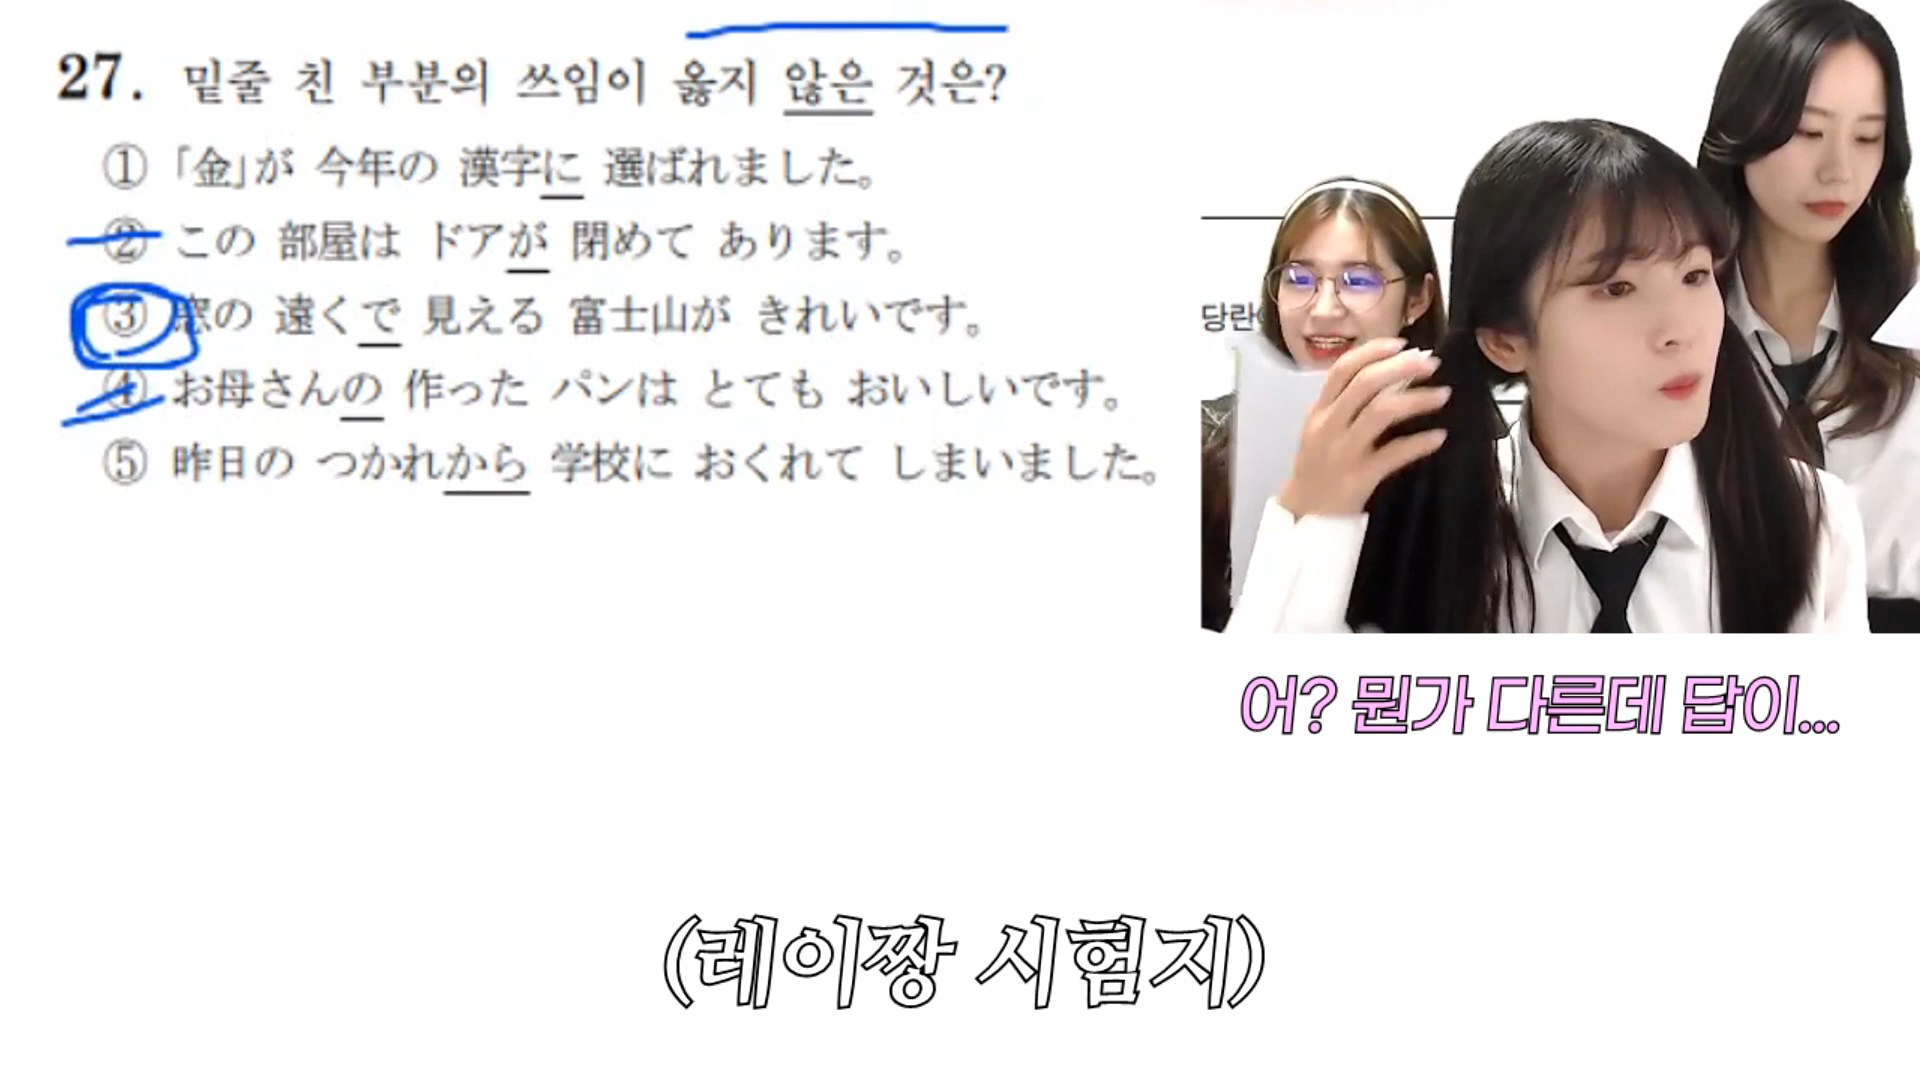 27. 밑줄 친 부분의 쓰임이 옳지 않은 것은?
① 「金」が 今年の 漢字に 選ばれました。
② この 部屋は ドアが 閉めて あります。
③ 窓の 遠くで 見える 富士山が きれいです。
④ お母さんの 作った パンは とても おいしいです。
⑤ 昨日の つかれから 学校に おくれて しまいました。
당란
어? 뭔가 다른데 답이...
(레이짱 시험지)